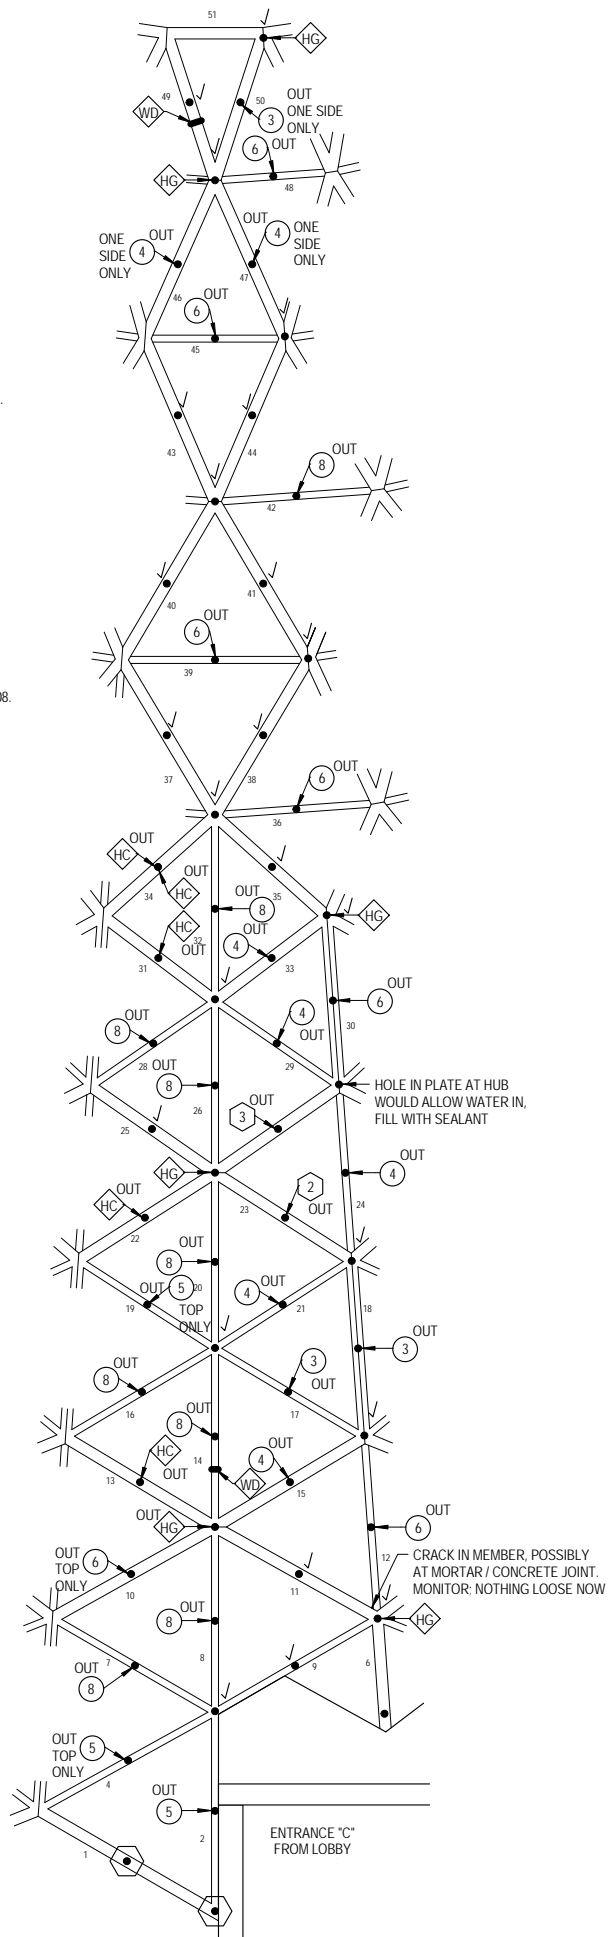 51
HG
49
50
OUT
ONE SIDE
ONLY
WD
3
OUT
6
HG
48
OUT
OUT
ONE
SIDE
ONLY
4
4
ONE
SIDE
ONLY
46
47
OUT
6
45
.
43
44
OUT
8
42
40
41
OUT
6
39
08.
37
38
OUT
6
36
OUT
HC
OUT
HC
34
35
OUT
8
HG
HC
32
OUT
31
OUT
4
33
OUT
6
30
OUT
8
28
4
OUT
29
OUT
8
26
HOLE IN PLATE AT HUB
WOULD ALLOW WATER IN,
FILL WITH SEALANT
OUT
3
25
HG
OUT
4
24
OUT
HC
22
23
2
OUT
OUT
8
20
OUT
5
TOP
ONLY
19
OUT
4
21
18
OUT
3
OUT
8
16
3
OUT
17
OUT
8
HC
OUT
13
14
WD
OUT
4
15
OUT
HG
OUT
6
12
CRACK IN MEMBER, POSSIBLY
AT MORTAR / CONCRETE JOINT.
MONITOR; NOTHING LOOSE NOW
OUT
TOP
ONLY
6
10
11
HG
OUT
8
8
7
OUT
8
9
6
OUT
TOP
ONLY
5
4
OUT
5
2
ENTRANCE "C"
FROM LOBBY
1